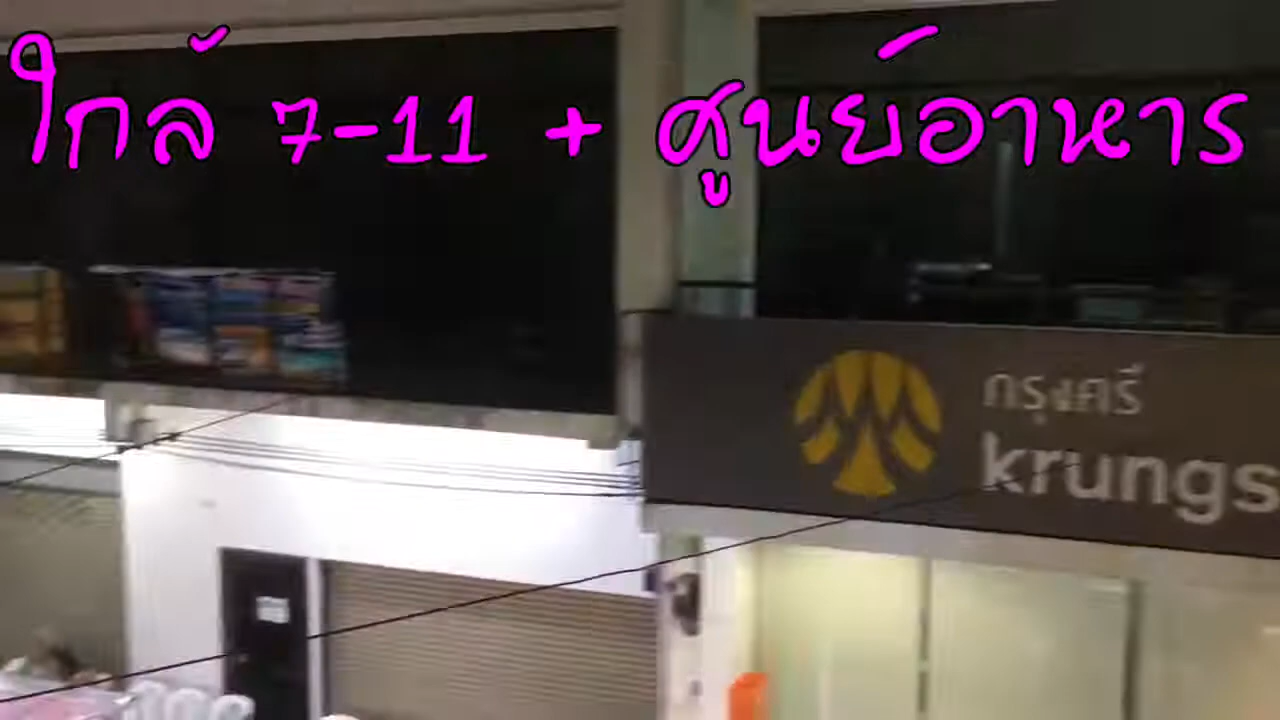 ใกล้ 7-11 + ศูนย์อาหาร
กรุงศรี
krungs